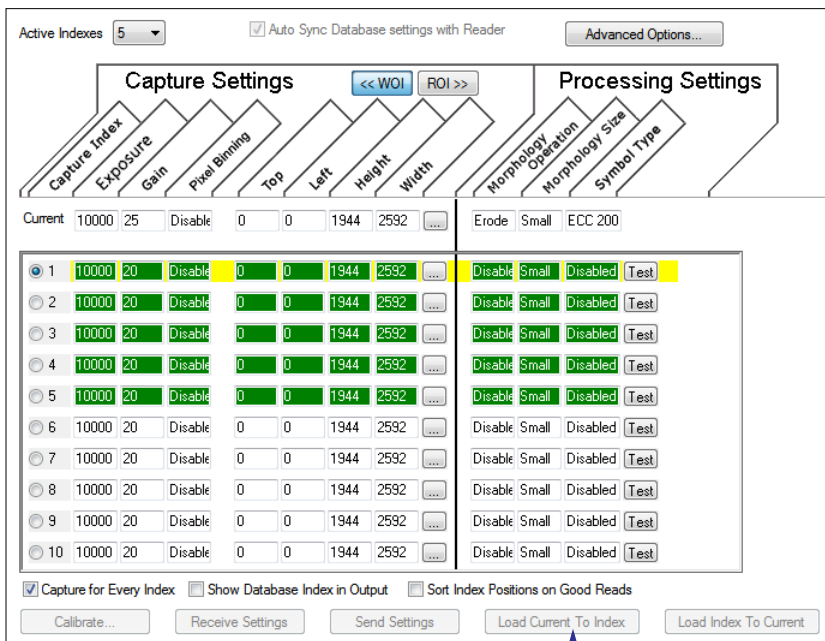 Active Indexes 5 Auto Sync Database settings with Reader Advanced Options...
Capture Settings << WOI ROI >> Processing Settings
Capture Index Exposure Gain Pixel Binning Top Left Height Width Morphology Operation Morphology Size Symbol Type
Current 10000 25 Disable 0 0 1944 2592 ... Erode Small ECC 200
1 10000 20 Disable 0 0 1944 2592 ... Disable Small Disabled Test
2 10000 20 Disable 0 0 1944 2592 ... Disable Small Disabled Test
3 10000 20 Disable 0 0 1944 2592 ... Disable Small Disabled Test
4 10000 20 Disable 0 0 1944 2592 ... Disable Small Disabled Test
5 10000 20 Disable 0 0 1944 2592 ... Disable Small Disabled Test
6 10000 20 Disable 0 0 1944 2592 ... Disable Small Disabled Test
7 10000 20 Disable 0 0 1944 2592 ... Disable Small Disabled Test
8 10000 20 Disable 0 0 1944 2592 ... Disable Small Disabled Test
9 10000 20 Disable 0 0 1944 2592 ... Disable Small Disabled Test
10 10000 20 Disable 0 0 1944 2592 ... Disable Small Disabled Test
Capture for Every Index Show Database Index in Output Sort Index Positions on Good Reads
Calibrate... Receive Settings Send Settings Load Current To Index Load Index To Current